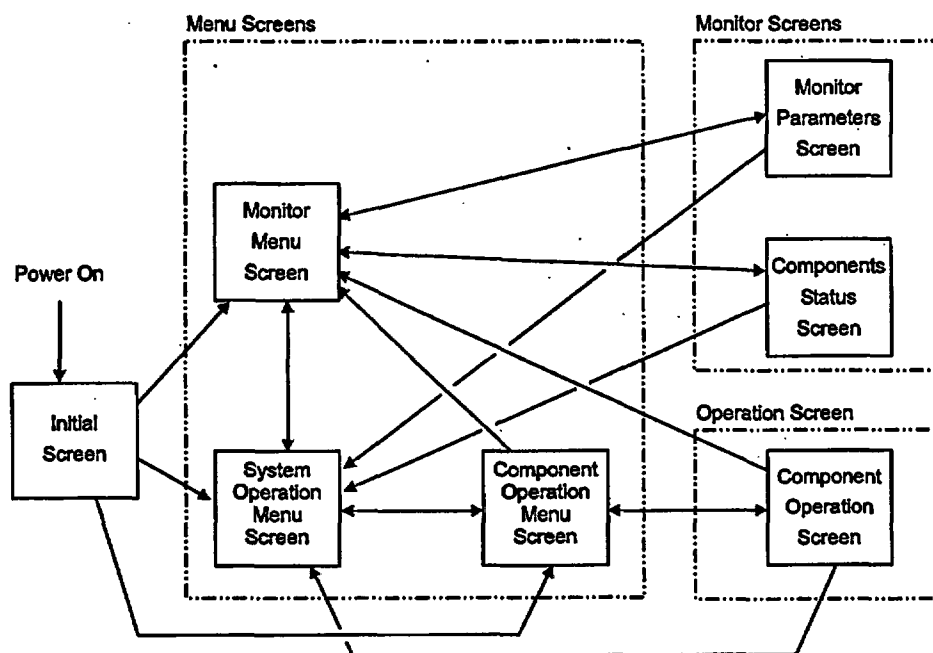 Menu Screens
Monitor Screens
Monitor
Parameters
Screen
Monitor
Menu
Screen
Components
Status
Screen
Power On
Initial
Screen
Operation Screen
System
Operation
Menu
Screen
Component
Operation
Menu
Screen
Component
Operation
Screen